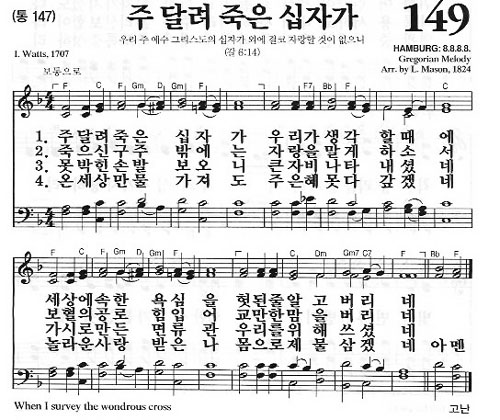 (통 147)
주 달려 죽은 십자가
149
우리 주 예수 그리스도의 십자가 외에 결코 자랑할 것이 없으니
(갈 6:14)
I. Watts, 1707
HAMBURG: 8.8.8.8.
Gregorian Melody
Arr. by L. Mason, 1824
보통으로
F C F Gm Dm F F7 Bb F C
1. 주 달려 죽은 십 자 가 우 리 가 생 각 할 때 에
2. 죽으신 구주 밖 에 는 자 랑 을 말 게 하 소 서
3. 못 박힌 손발 보 오 니 큰 자 비 나 타 내 셨 네
4. 온 세상 만물 가 져 도 주 은 혜 못 다 갚 겠 네
F C F Gm Dm C F C Dm Gm7 C7 F Bb F
세상에 속한 욕 심 을 헛 된 줄 알 고 버 리 네
보혈의 공로 힘 입 어 교 만 한 맘 을 버 리 네
가시로 만든 면 류 관 우 리 를 위 해 쓰 셨 네
놀라운 사랑 받 은 나 몸 으 로 제 물 삼 겠 네 아멘
When I survey the wondrous cross
고난